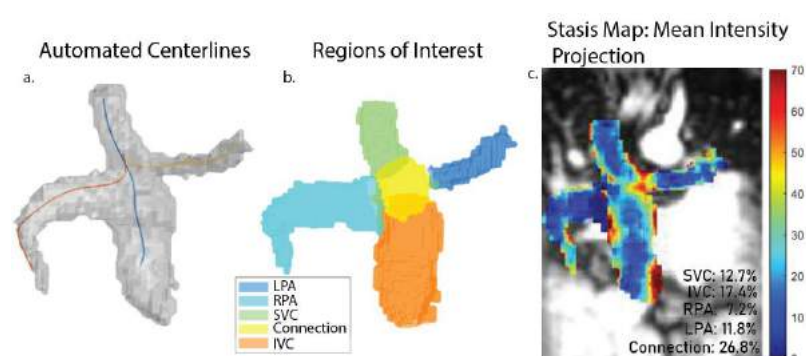 Automated Centerlines
Regions of Interest
Stasis Map: Mean Intensity
Projection
a.
b.
c.
LPA
RPA
SVC
Connection
IVC
SVC: 12.7%
IVC: 17.4%
RPA: 7.2%
LPA: 11.8%
Connection: 26.8%
70
60
50
40
30
20
10
0